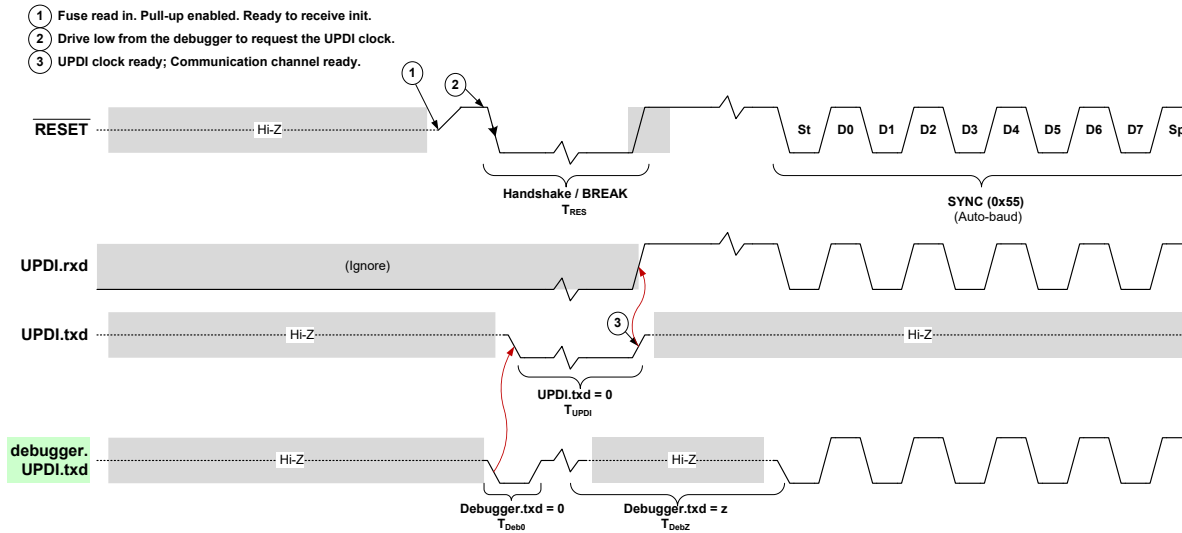 1 Fuse read in. Pull-up enabled. Ready to receive init.
2 Drive low from the debugger to request the UPDI clock.
3 UPDI clock ready; Communication channel ready.
1
2
RESET
Hi-Z
St D0 D1 D2 D3 D4 D5 D6 D7 Sp
Handshake / BREAK
TRES
SYNC (0x55)
(Auto-baud)
UPDI.rxd
(Ignore)
UPDI.txd
Hi-Z
3
Hi-Z
UPDI.txd = 0
TUPDI
debugger.
UPDI.txd
Hi-Z
Hi-Z
Debugger.txd = 0
TDeb0
Debugger.txd = z
TDebZ